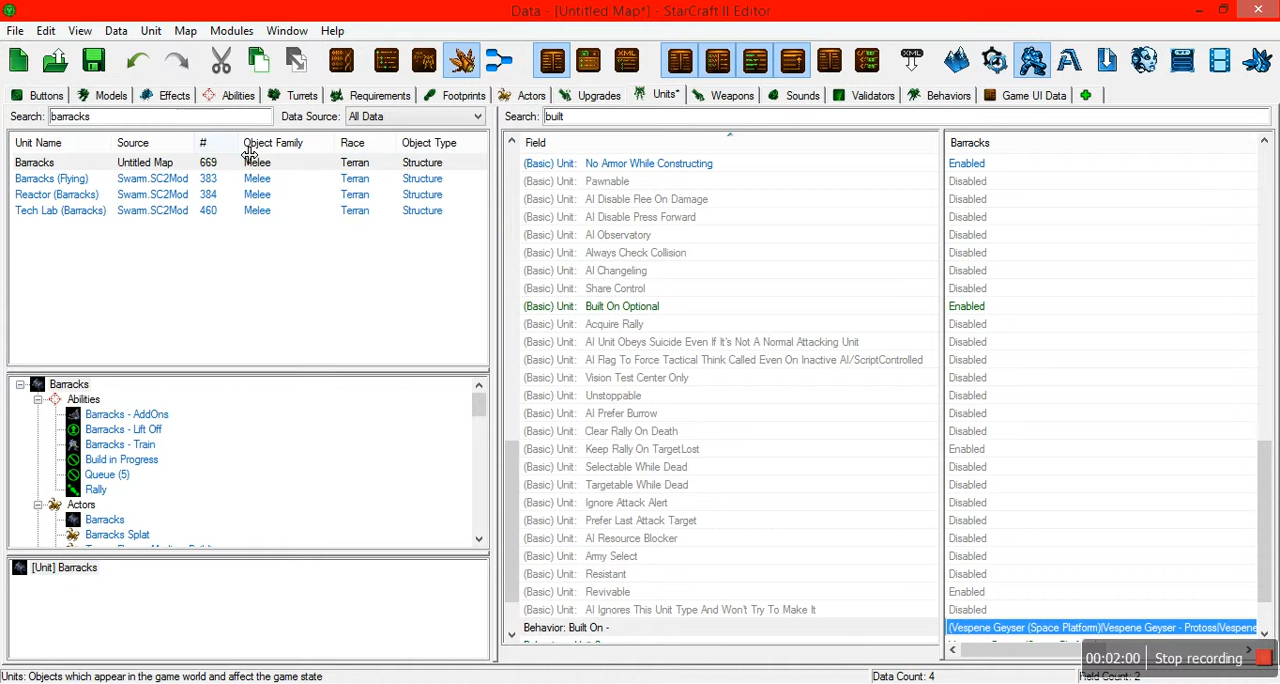 Data - [Untitled Map*] - StarCraft II Editor
File Edit View Data Unit Map Modules Window Help
XML XML
Buttons Models Effects Abilities Turrets Requirements Footprints Actors Upgrades Units* Weapons Sounds Validators Behaviors Game UI Data
Search: barracks Data Source: All Data Search: built
Unit Name Source # Object Family Race Object Type
Barracks Untitled Map 669 Melee Terran Structure
Barracks (Flying) Swarm.SC2Mod 383 Melee Terran Structure
Reactor (Barracks) Swarm.SC2Mod 384 Melee Terran Structure
Tech Lab (Barracks) Swarm.SC2Mod 460 Melee Terran Structure
Barracks
Abilities
Barracks - AddOns
Barracks - Lift Off
Barracks - Train
Build in Progress
Queue (5)
Rally
Actors
Barracks
Barracks Splat
[Unit] Barracks
Field Barracks
(Basic) Unit: No Armor While Constructing Enabled
(Basic) Unit: Pawnable Disabled
(Basic) Unit: AI Disable Flee On Damage Disabled
(Basic) Unit: AI Disable Press Forward Disabled
(Basic) Unit: AI Observatory Disabled
(Basic) Unit: Always Check Collision Disabled
(Basic) Unit: AI Changeling Disabled
(Basic) Unit: Share Control Disabled
(Basic) Unit: Built On Optional Enabled
(Basic) Unit: Acquire Rally Disabled
(Basic) Unit: AI Unit Obeys Suicide Even If It's Not A Normal Attacking Unit Disabled
(Basic) Unit: AI Flag To Force Tactical Think Called Even On Inactive AI/ScriptControlled Disabled
(Basic) Unit: Vision Test Center Only Disabled
(Basic) Unit: Unstoppable Disabled
(Basic) Unit: AI Prefer Burrow Disabled
(Basic) Unit: Clear Rally On Death Disabled
(Basic) Unit: Keep Rally On TargetLost Enabled
(Basic) Unit: Selectable While Dead Disabled
(Basic) Unit: Targetable While Dead Disabled
(Basic) Unit: Ignore Attack Alert Disabled
(Basic) Unit: Prefer Last Attack Target Disabled
(Basic) Unit: AI Resource Blocker Disabled
(Basic) Unit: Army Select Disabled
(Basic) Unit: Resistant Disabled
(Basic) Unit: Revivable Enabled
(Basic) Unit: AI Ignores This Unit Type And Won't Try To Make It Disabled
Behavior: Built On - (Vespene Geyser (Space Platform)|Vespene Geyser - Protoss|Vespene
00:02:00 Stop recording
Units: Objects which appear in the game world and affect the game state Data Count: 4 Field Count: 2